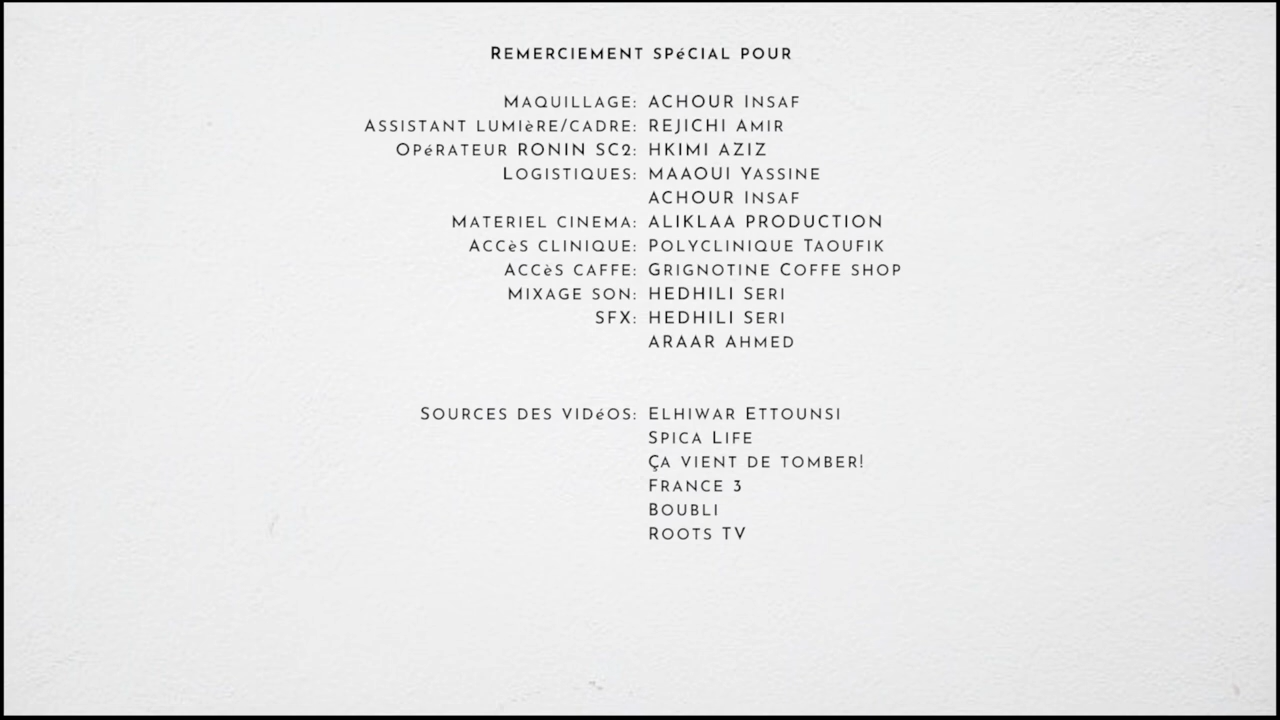 Remerciement spécial pour
Maquillage: ACHOUR Insaf
Assistant lumière/cadre: REJICHI Amir
Opérateur RONIN SC2: HKIMI AZIZ
Logistiques: MAAOUI Yassine
ACHOUR Insaf
Materiel cinema: ALIKLAA PRODUCTION
Accès clinique: Polyclinique Taoufik
Accès caffe: Grignotine Coffe shop
Mixage son: HEDHILI Seri
SFX: HEDHILI Seri
ARAAR Ahmed
Sources des vidéos: Elhiwar Ettounsi
Spica Life
Ça vient de tomber!
France 3
Boubli
Roots TV